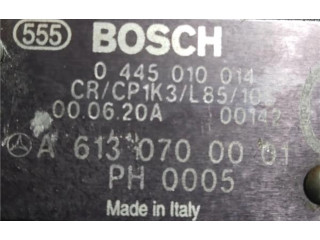 555 BOSCH
0 445 010 014
CR/CP1K3/L85/10
00.06.20A 00142
A 613 070 00 01
PH 0005
Made in Italy